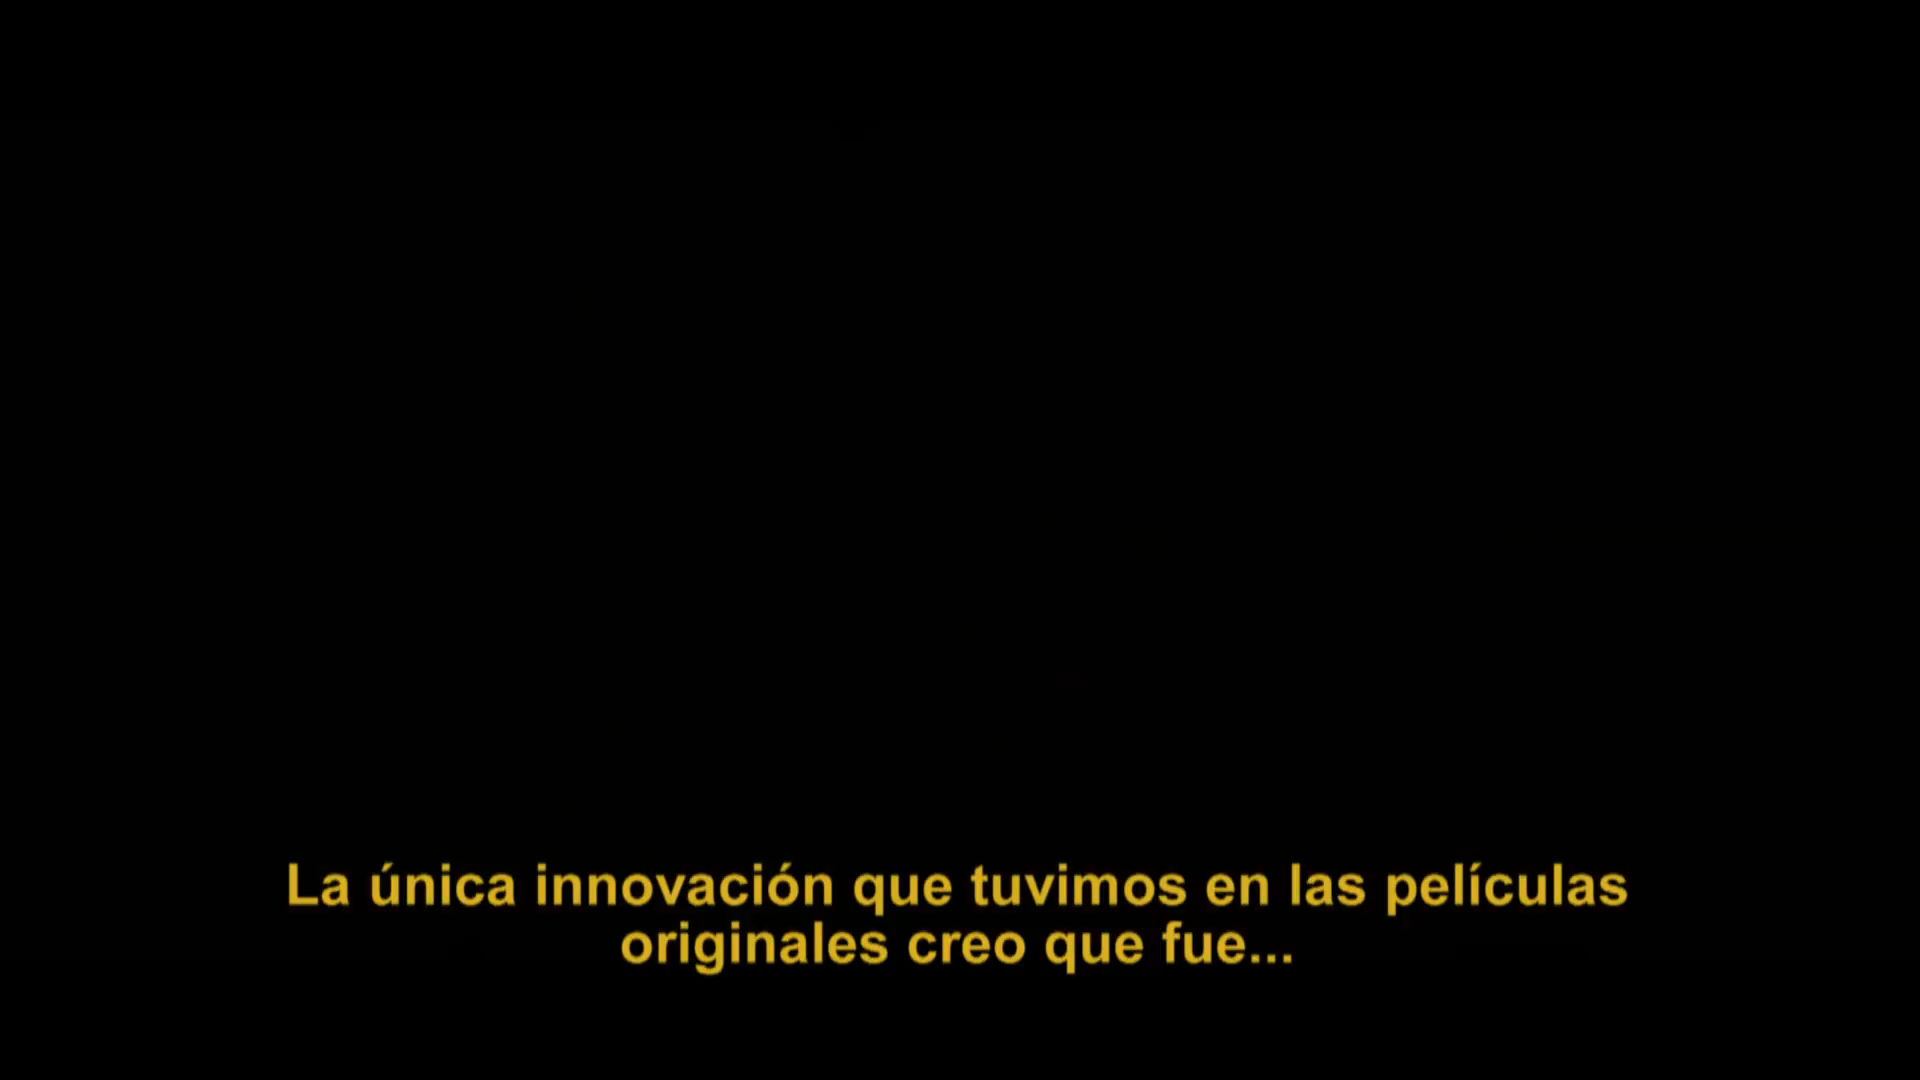 La única innovación que tuvimos en las películas
originales creo que fue...